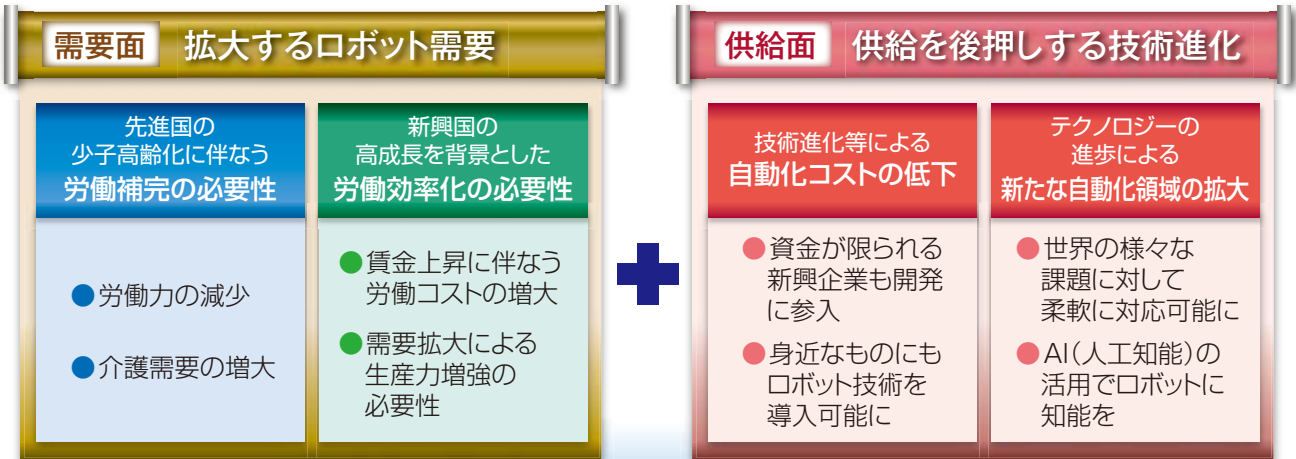 需要面 拡大するロボット需要
先進国の
少子高齢化に伴なう
労働補完の必要性
●労働力の減少
●介護需要の増大
新興国の
高成長を背景とした
労働効率化の必要性
●賃金上昇に伴なう
労働コストの増大
●需要拡大による
生産力増強の
必要性
供給面 供給を後押しする技術進化
技術進化等による
自動化コストの低下
●資金が限られる
新興企業も開発
に参入
●身近なものにも
ロボット技術を
導入可能に
テクノロジーの
進歩による
新たな自動化領域の拡大
●世界の様々な
課題に対して
柔軟に対応可能に
●AI(人工知能)の
活用でロボットに
知能を